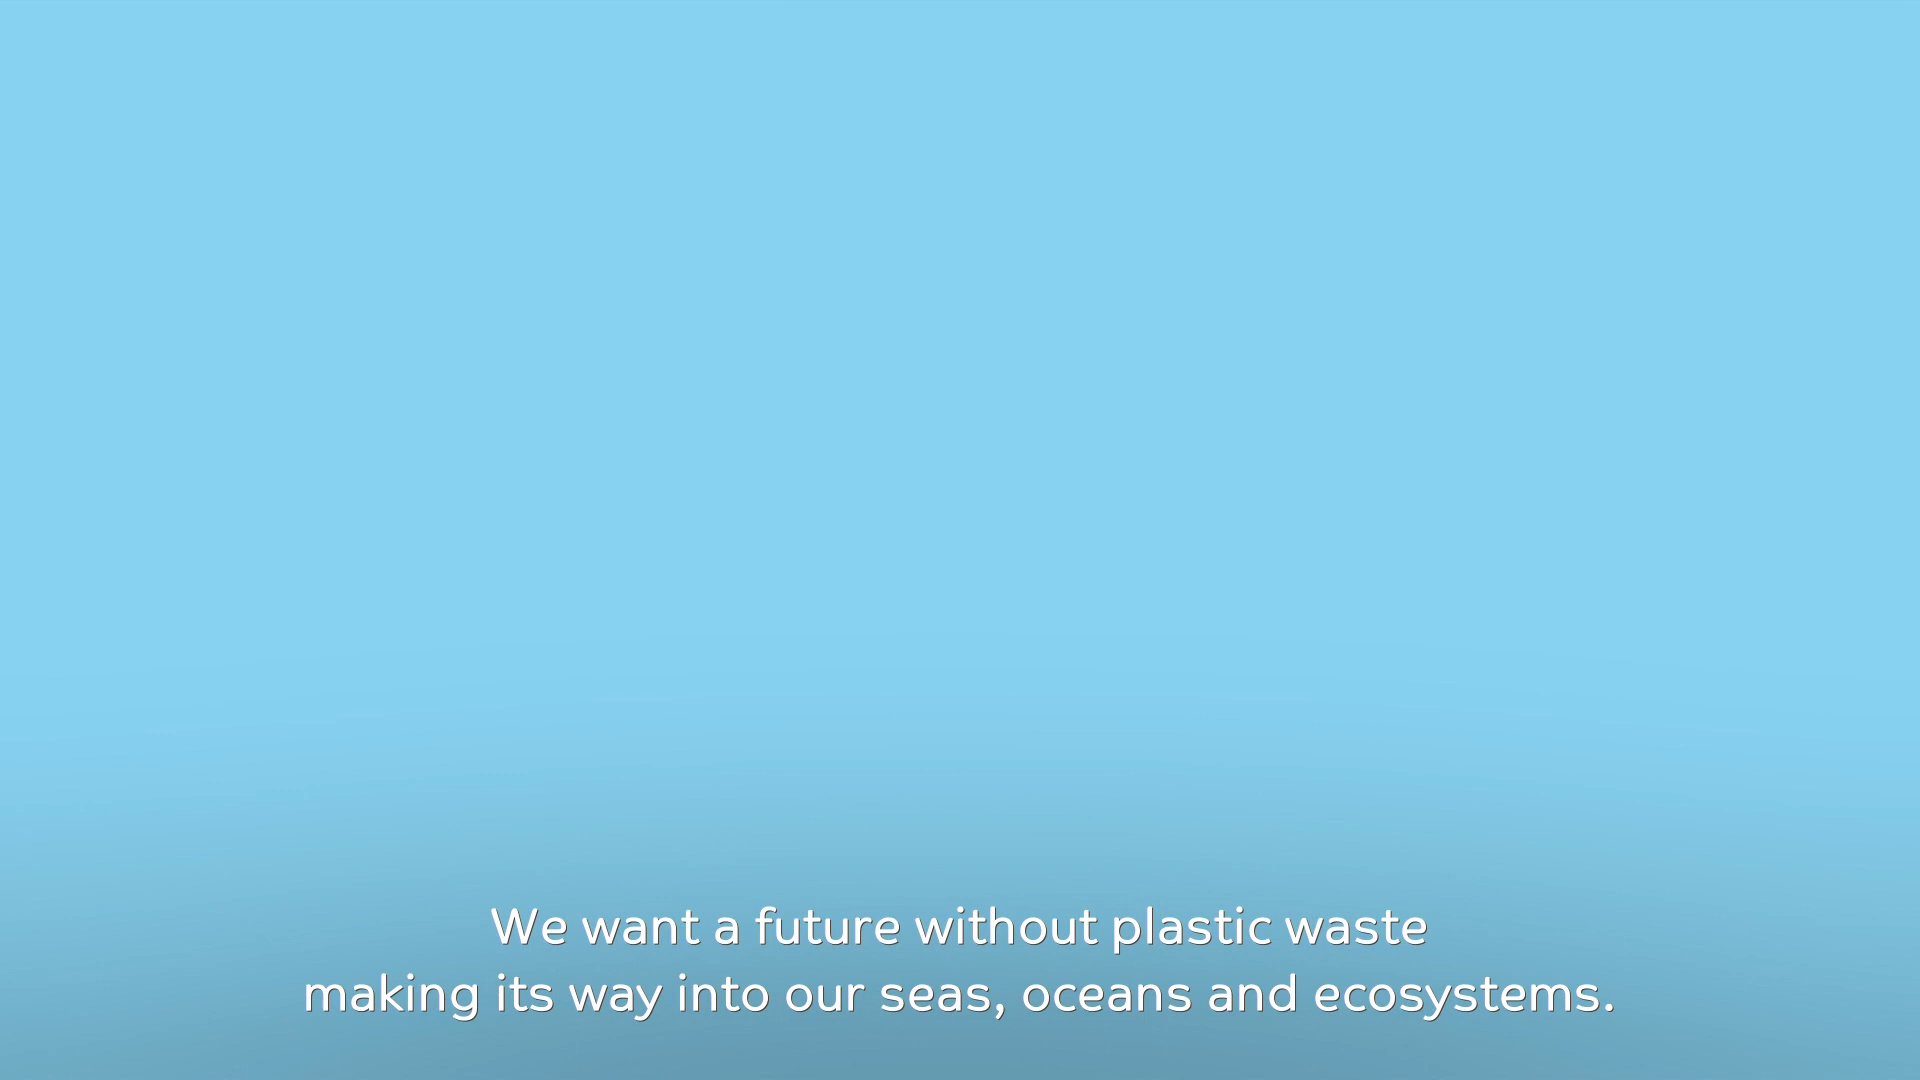 We want a future without plastic waste
making its way into our seas, oceans and ecosystems.